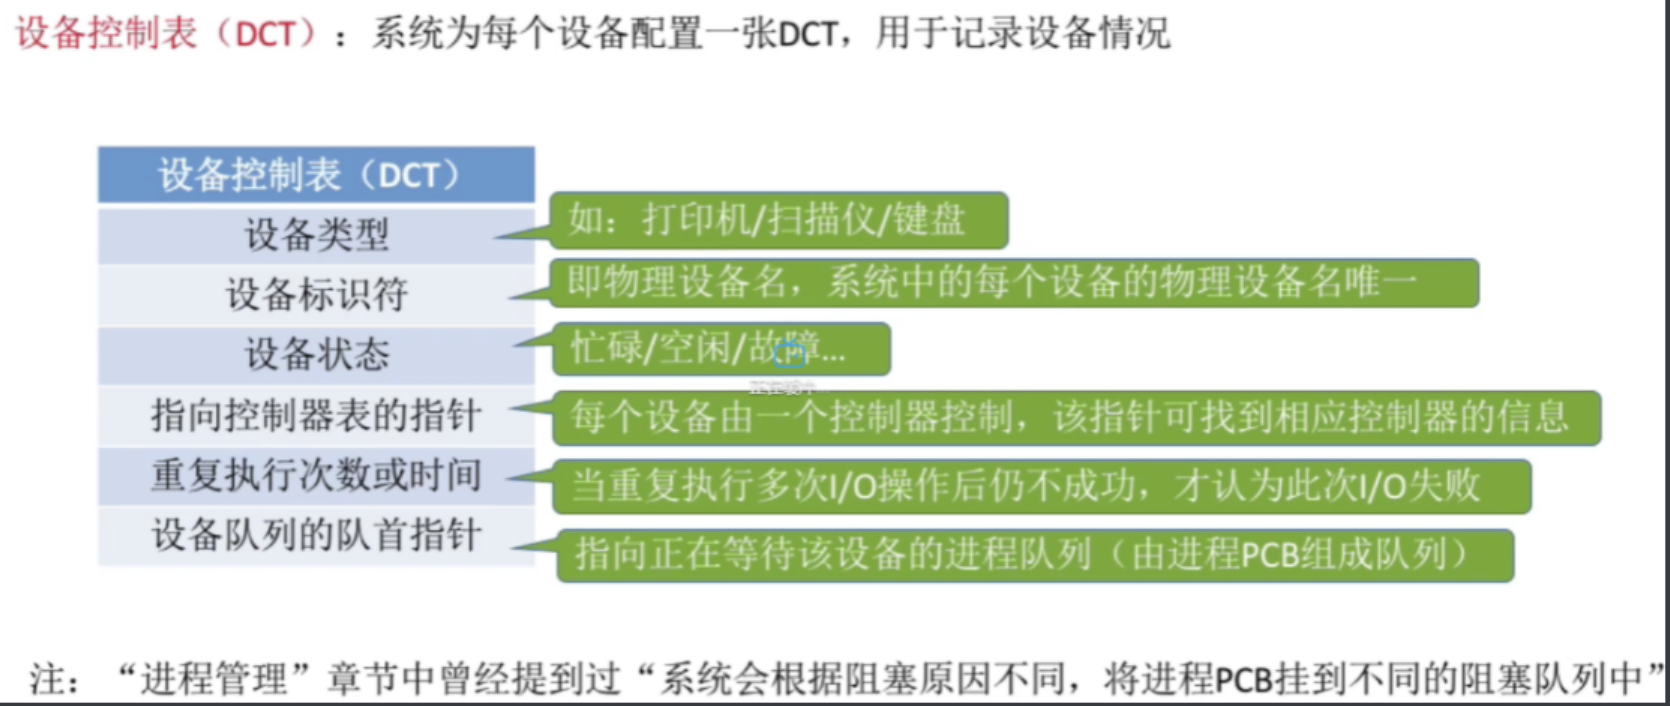 设备控制表（DCT）：系统为每个设备配置一张DCT，用于记录设备情况
设备控制表（DCT）
设备类型
如：打印机/扫描仪/键盘
设备标识符
即物理设备名，系统中的每个设备的物理设备名唯一
设备状态
忙碌/空闲/故障...
正在缓冲...
指向控制器表的指针
每个设备由一个控制器控制，该指针可找到相应控制器的信息
重复执行次数或时间
当重复执行多次I/O操作后仍不成功，才认为此次I/O失败
设备队列的队首指针
指向正在等待该设备的进程队列（由进程PCB组成队列）
注：“进程管理”章节中曾经提到过“系统会根据阻塞原因不同，将进程PCB挂到不同的阻塞队列中”